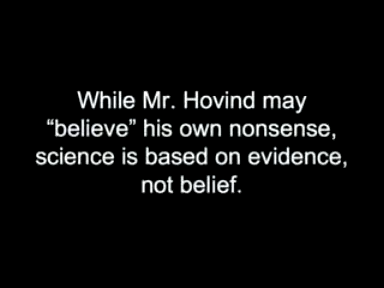 While Mr. Hovind may
“believe” his own nonsense,
science is based on evidence,
not belief.